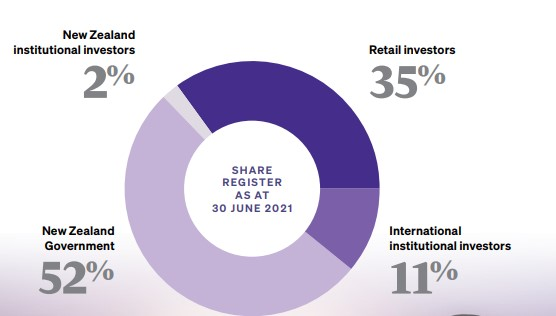 New Zealand
institutional investors
2%
Retail investors
35%
SHARE
REGISTER
AS AT
30 JUNE 2021
New Zealand
Government
52%
International
institutional investors
11%